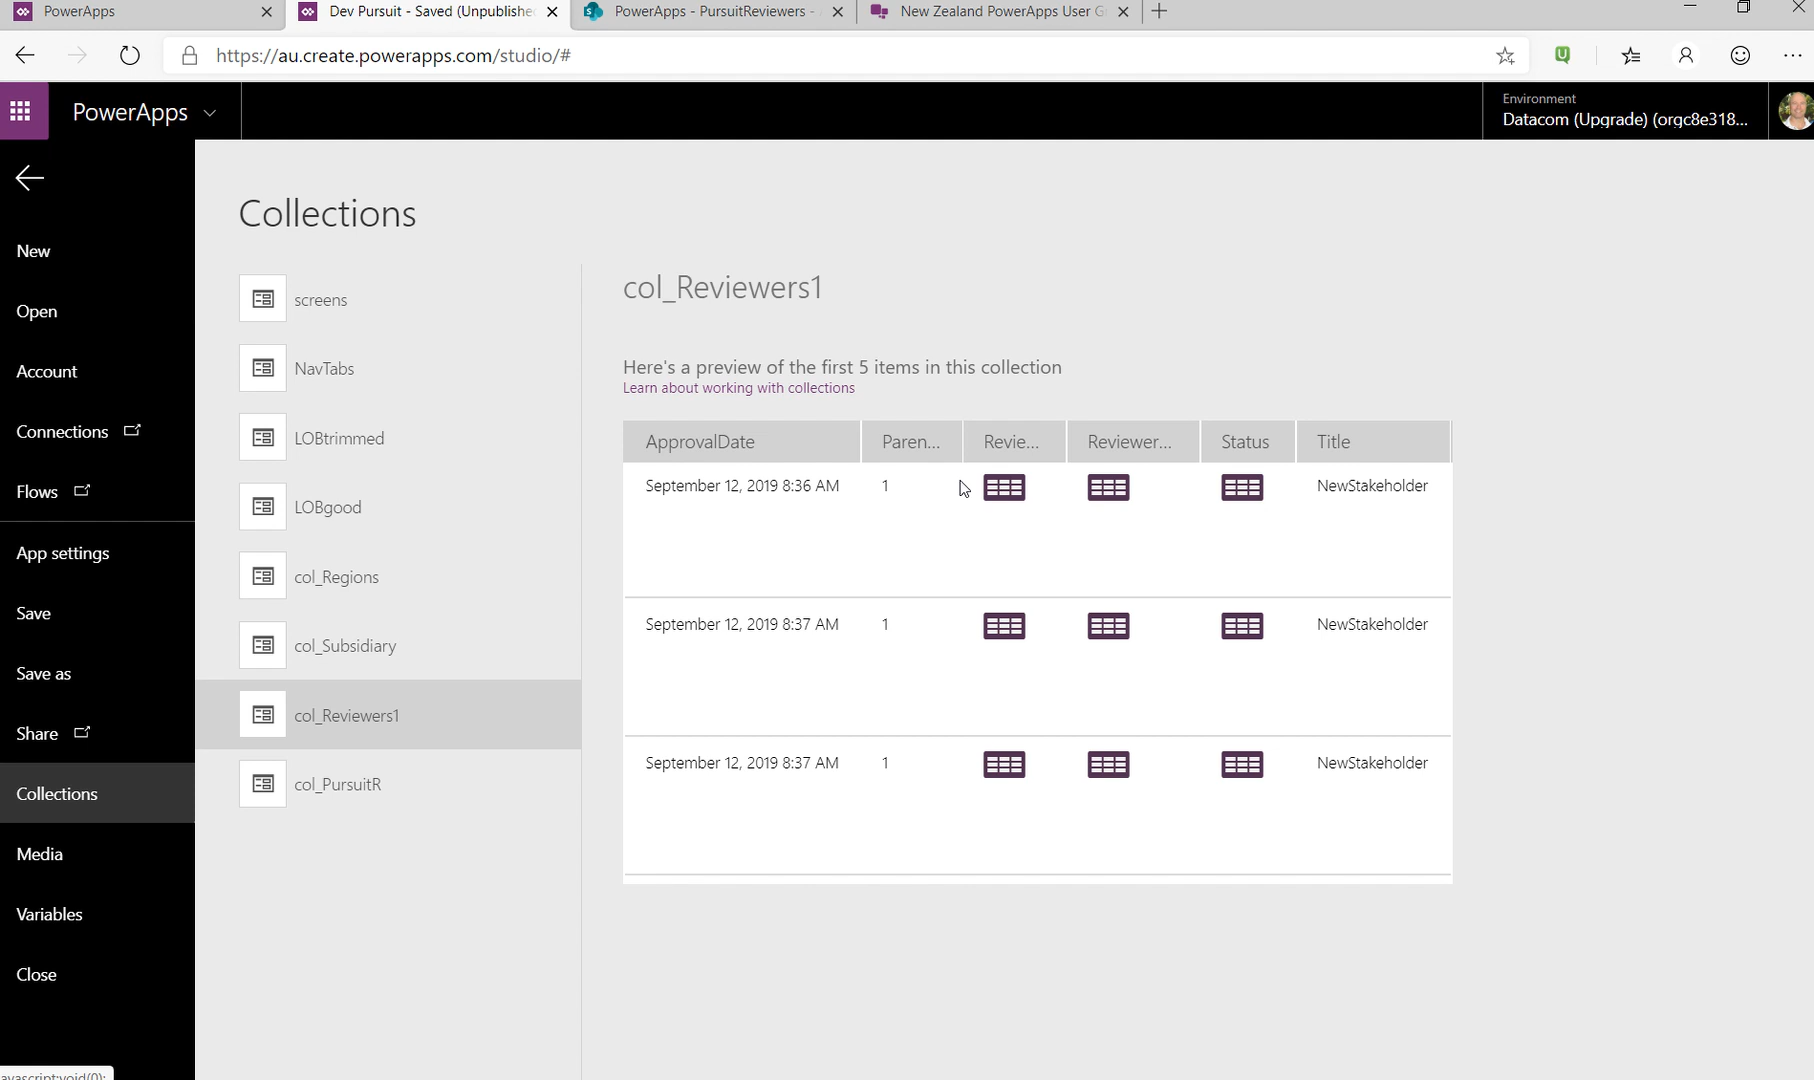 PowerApps
Dev Pursuit - Saved (Unpublishe
PowerApps - PursuitReviewers -
New Zealand PowerApps User G
https://au.create.powerapps.com/studio/#
PowerApps
Environment
Datacom (Upgrade) (orgc8e318...
New
Open
Account
Connections
Flows
App settings
Save
Save as
Share
Collections
Media
Variables
Close
Collections
screens
NavTabs
LOBtrimmed
LOBgood
col_Regions
col_Subsidiary
col_Reviewers1
col_PursuitR
col_Reviewers1
Here's a preview of the first 5 items in this collection
Learn about working with collections
ApprovalDate Paren... Revie... Reviewer... Status Title
September 12, 2019 8:36 AM 1 NewStakeholder
September 12, 2019 8:37 AM 1 NewStakeholder
September 12, 2019 8:37 AM 1 NewStakeholder
avascript:void(0);